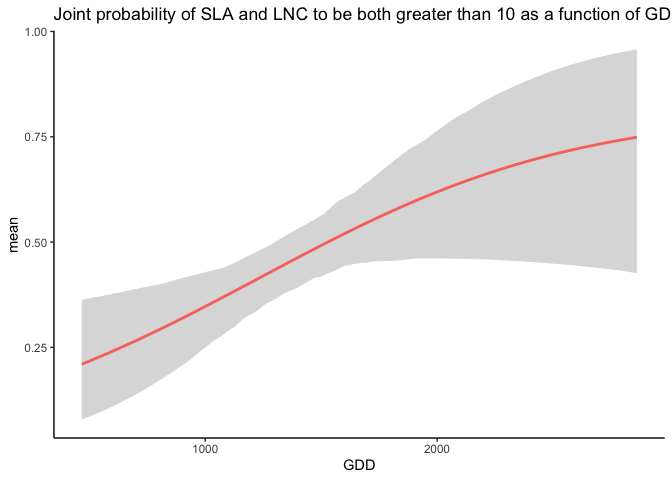 Joint probability of SLA and LNC to be both greater than 10 as a function of GD
1.00
0.75
0.50
0.25
mean
1000 2000
GDD